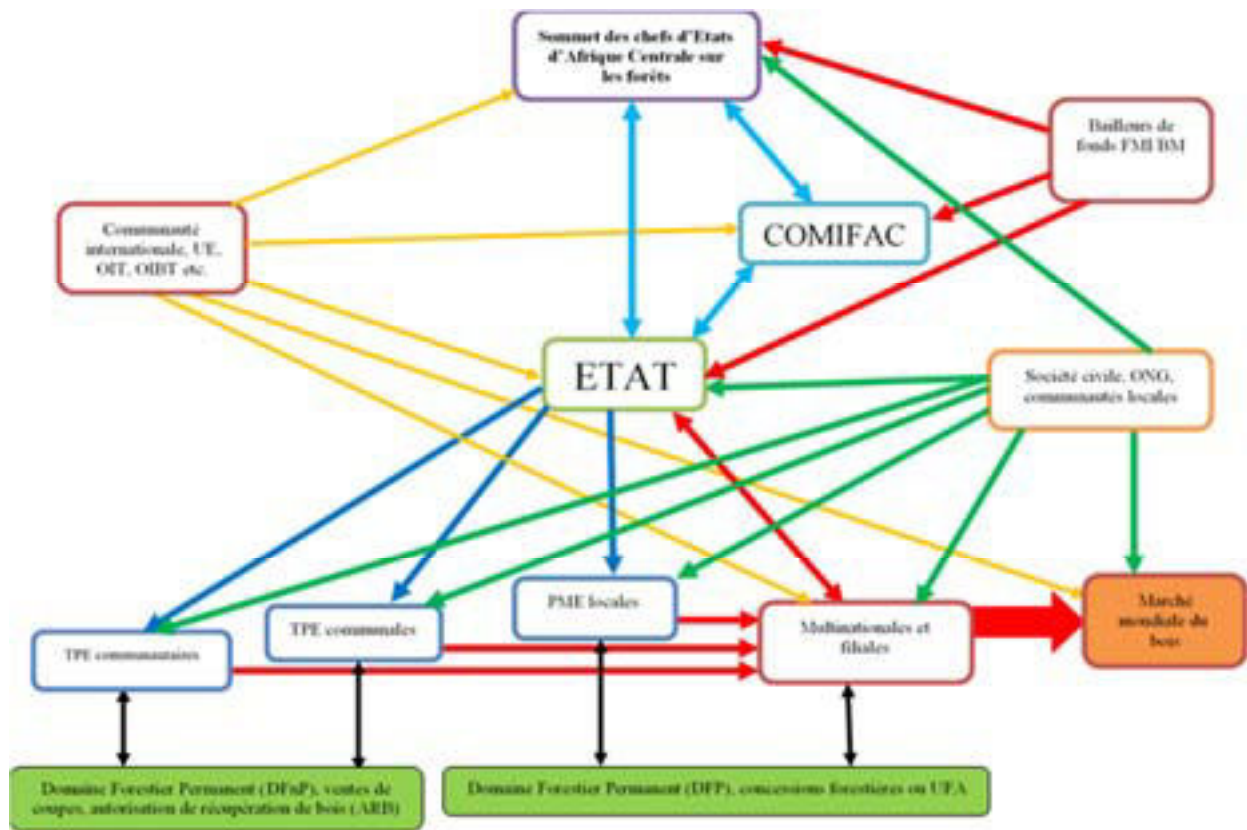 Sommet des chefs d'Etats
d'Afrique Centrale sur
les forêts
Bailleurs de
fonds FMI BM
Communauté
internationale, UE,
OIT, OIBT etc.
COMIFAC
ETAT
Société civile, ONG,
communautés locales
PME locales
TPE communales
TPE communautaires
Multinationales et
filiales
Marché
mondiale du
bois
Domaine Forestier Permanent (DFnP), ventes de
coupes, autorisation de récupération de bois (ARB)
Domaine Forestier Permanent (DFP), concessions forestières ou UFA